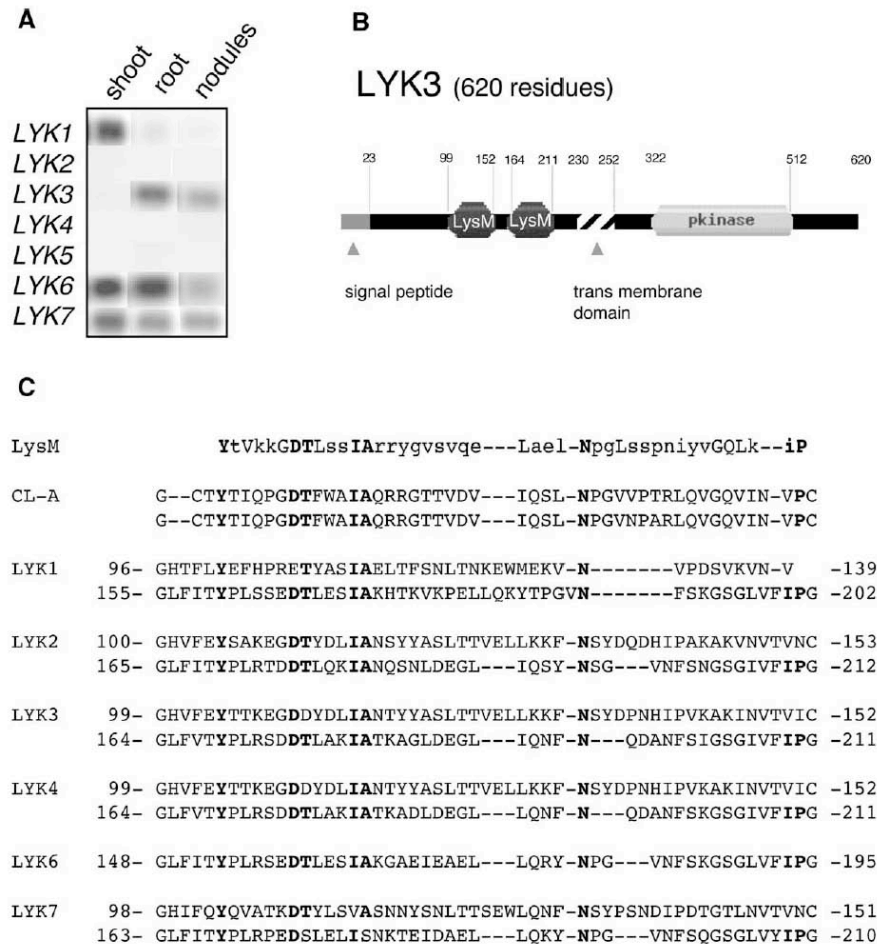 A
shoot root nodules
LYK1
LYK2
LYK3
LYK4
LYK5
LYK6
LYK7
B
LYK3 (620 residues)
23 99 152 164 211 230 252 322 512 620
LysM LysM pkinase
signal peptide
trans membrane
domain
C
LysM YtVkkGDTLssIArrygvsvqe---Lael-NpgLsspniyvGQLk--iP
CL-A G--CTYTIQPGDTFWAIAQRRGTTVDV---IQSL-NPGVVPTRLQVGQVIN-VPC
G--CTYTIQPGDTFWAIAQRRGTTVDV---IQSL-NPGVNPARLQVGQVIN-VPC
LYK1 96- GHTFLYEFHPRETYASIAELTFSNLTNKEWMEKV-N-------VPDSVKVN-V -139
155- GLFITYPLSSEDTLESIAKHTKVKPELLQKYTPGVN-------FSKGSGLVFIPG -202
LYK2 100- GHVFEYSAKEGDTYDLIANSYYASLTTVELLKKF-NSYDQDHIPAKAKVNVTVNC -153
165- GLFITYPLRTDDTLQKIANQSNLDEGL---IQSY-NSG---VNFSNGSGIVFIPG -212
LYK3 99- GHVFEYTTKEGDDYDLIANTYYASLTTVELLKKF-NSYDPNHIPVKAKINVTVIC -152
164- GLFVTYPLRSDDTLAKIATKAGLDEGL---IQNF-N---QDANFSIGSGIVFIPG -211
LYK4 99- GHVFEYTTKEGDDYDLIANTYYASLTTVELLKKF-NSYDPNHIPVKAKINVTVIC -152
164- GLFVTYPLRSDDTLAKIATKADLDEGL---LQNF-N---QDANFSKGSGIVFIPG -211
LYK6 148- GLFITYPLRSEDTLESIAKGAEIEAEL---LQRY-NPG---VNFSKGSGLVFIPG -195
LYK7 98- GHIFQYQVATKDTYLSVASNNYSNLTTSEWLQNF-NSYPSNDIPDTGTLNVTVNC -151
163- GLFITYPLRPEDSLELISNKTEIDAEL---LQKY-NPG---VNFSQGSGLVYIPG -210